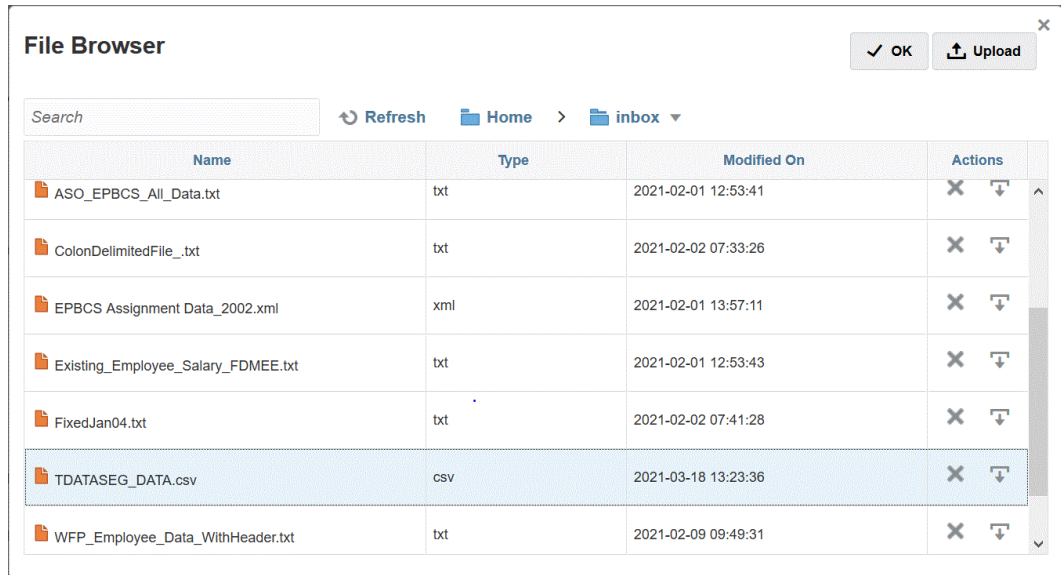 File Browser
OK
Upload
Search
Refresh
Home > inbox
Name Type Modified On Actions
ASO_EPBCS_All_Data.txt txt 2021-02-01 12:53:41
ColonDelimitedFile_.txt txt 2021-02-02 07:33:26
EPBCS Assignment Data_2002.xml xml 2021-02-01 13:57:11
Existing_Employee_Salary_FDMEE.txt txt 2021-02-01 12:53:43
FixedJan04.txt txt 2021-02-02 07:41:28
TDATASEG_DATA.csv csv 2021-03-18 13:23:36
WFP_Employee_Data_WithHeader.txt txt 2021-02-09 09:49:31